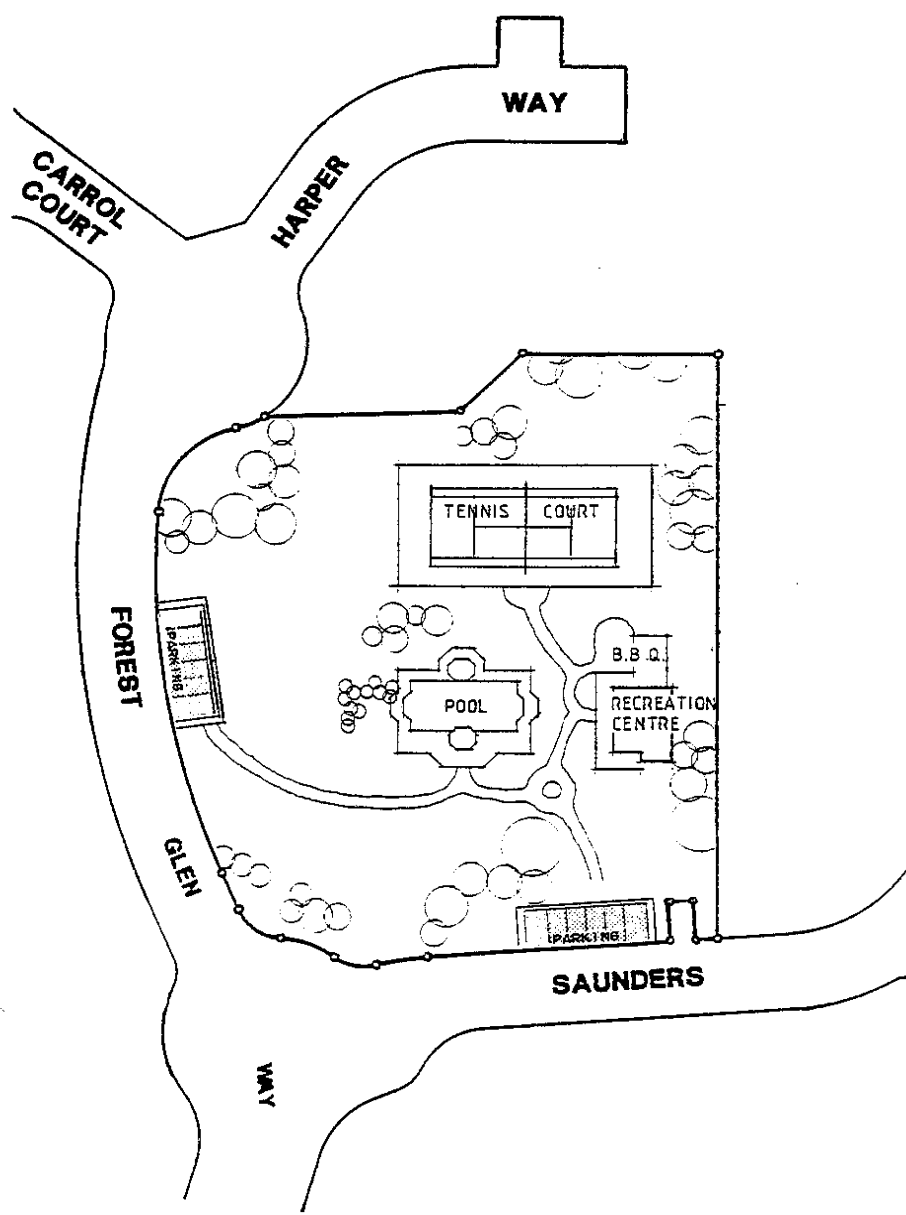 WAY
HARPER
CARROL
COURT
TENNIS COURT
FOREST
PARKING
B.B.Q.
POOL
RECREATION
CENTRE
GLEN
PARKING
SAUNDERS
WAY